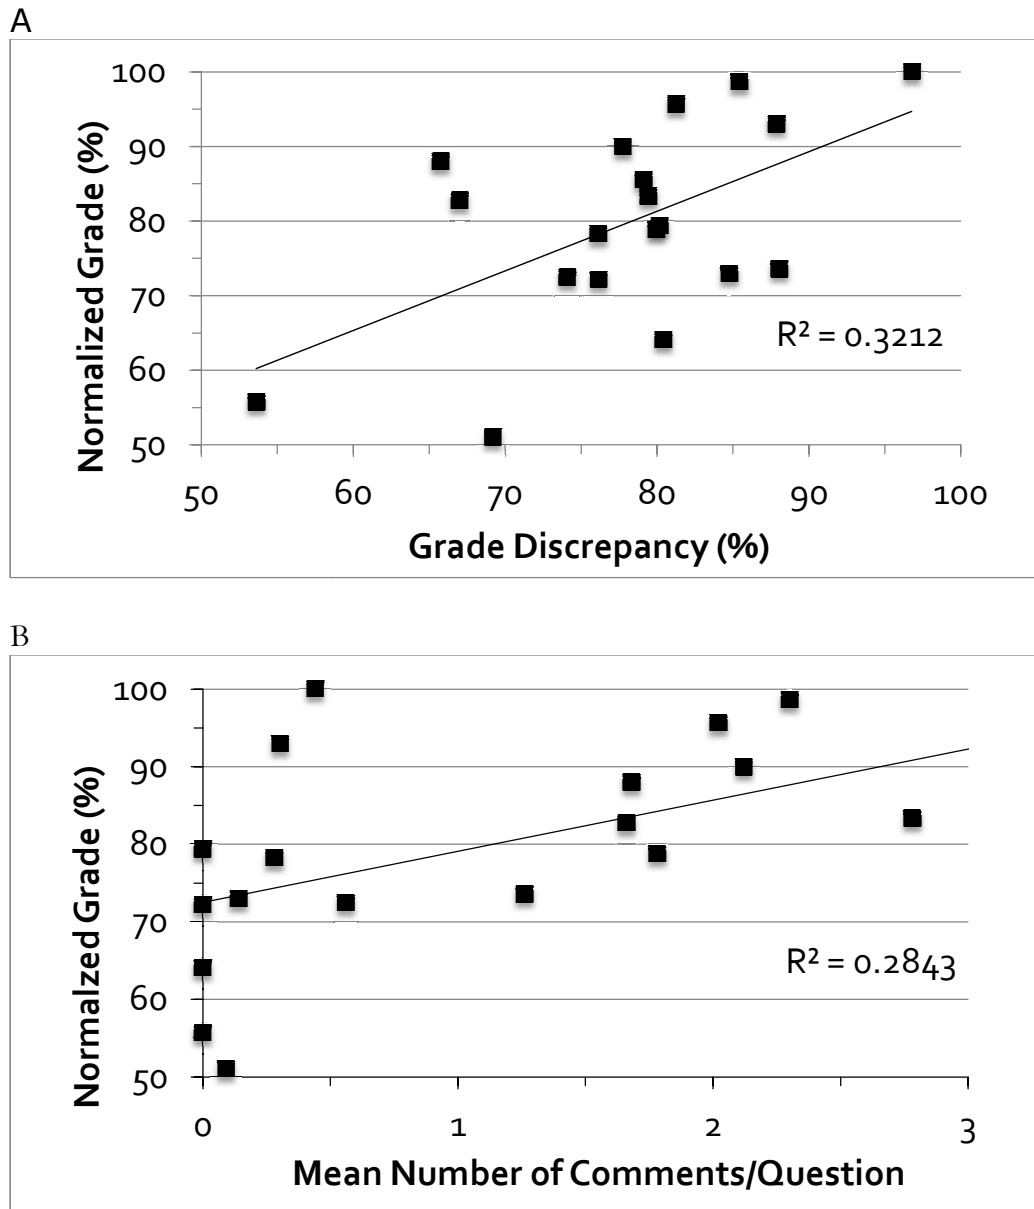 A
100
90
80
70
60
50
Normalized Grade (%)
R² = 0.3212
50 60 70 80 90 100
Grade Discrepancy (%)
B
100
90
80
70
60
50
Normalzed Grade (%)
R² = 0.2843
0 1 2 3
Mean Number of Comments/Question